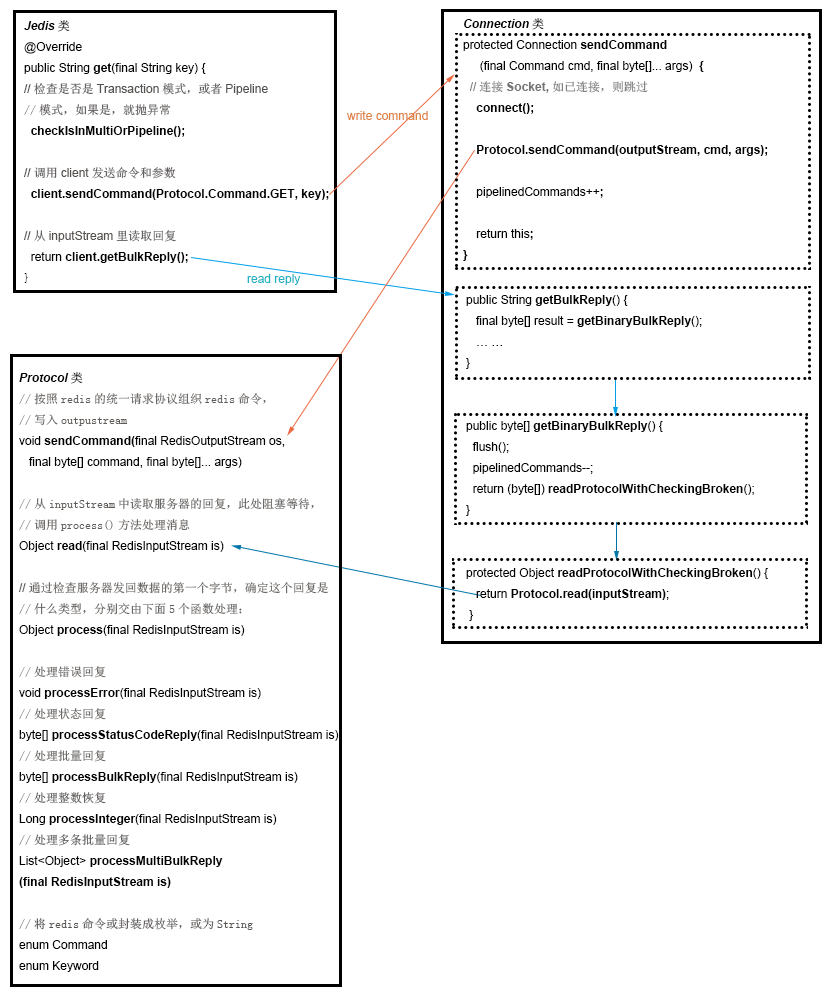 Jedis 类
@Override
public String get(final String key) {
// 检查是否是 Transaction 模式，或者 Pipeline
// 模式，如果是，就抛异常
checkIsInMultiOrPipeline();
// 调用 client 发送命令和参数
client.sendCommand(Protocol.Command.GET, key);
// 从 inputStream 里读取回复
return client.getBulkReply();
}
write command
read reply
Connection 类
protected Connection sendCommand
(final Command cmd, final byte[]... args) {
// 连接 Socket, 如已连接，则跳过
connect();
Protocol.sendCommand(outputStream, cmd, args);
pipelinedCommands++;
return this;
}
public String getBulkReply() {
final byte[] result = getBinaryBulkReply();
... ...
}
public byte[] getBinaryBulkReply() {
flush();
pipelinedCommands--;
return (byte[]) readProtocolWithCheckingBroken();
}
protected Object readProtocolWithCheckingBroken() {
return Protocol.read(inputStream);
}
Protocol 类
// 按照 redis 的统一请求协议组织 redis 命令，
// 写入 outpustream
void sendCommand(final RedisOutputStream os,
final byte[] command, final byte[]... args)
// 从 inputStream 中读取服务器的回复，此处阻塞等待，
// 调用 process() 方法处理消息
Object read(final RedisInputStream is)
// 通过检查服务器发回数据的第一个字节，确定这个回复是
// 什么类型，分别交由下面 5 个函数处理：
Object process(final RedisInputStream is)
// 处理错误回复
void processError(final RedisInputStream is)
// 处理状态回复
byte[] processStatusCodeReply(final RedisInputStream is)
// 处理批量回复
byte[] processBulkReply(final RedisInputStream is)
// 处理整数恢复
Long processInteger(final RedisInputStream is)
// 处理多条批量回复
List<Object> processMultiBulkReply
(final RedisInputStream is)
// 将 redis 命令或封装成枚举，或为 String
enum Command
enum Keyword